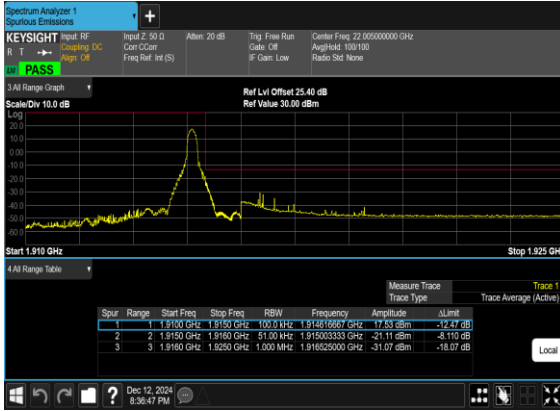 Spectrum Analyzer 1
Spurious Emissions
+
KEYSIGHT Input: RF Input Z: 50 Ω Atten: 20 dB Trig: Free Run Center Freq: 22.005000000 GHz
R T Coupling: DC Corr CCorr Gate: Off Avg|Hold: 100/100
Align: Off Freq Ref: Int (S) IF Gain: Low Radio Std: None
PASS
3 All Range Graph
Ref Lvl Offset 25.40 dB
Scale/Div 10.0 dB Ref Value 30.00 dBm
Log
20.0
10.0
0.00
-10.0
-20.0
-30.0
-40.0
-50.0
-60.0
Start 1.910 GHz Stop 1.925 GH
4 All Range Table
Measure Trace Trace 1
Trace Type Trace Average (Active)
Spur Range Start Freq Stop Freq RBW Frequency Amplitude ΔLimit
1 1 1.9100 GHz 1.9150 GHz 100.0 kHz 1.914616667 GHz 17.53 dBm -12.47 dB
2 2 1.9150 GHz 1.9160 GHz 51.00 kHz 1.915003333 GHz -21.11 dBm -8.110 dB
3 3 1.9160 GHz 1.9250 GHz 1.000 MHz 1.916525000 GHz -31.07 dBm -18.07 dB
Local
? Dec 12, 2024
8:36:47 PM